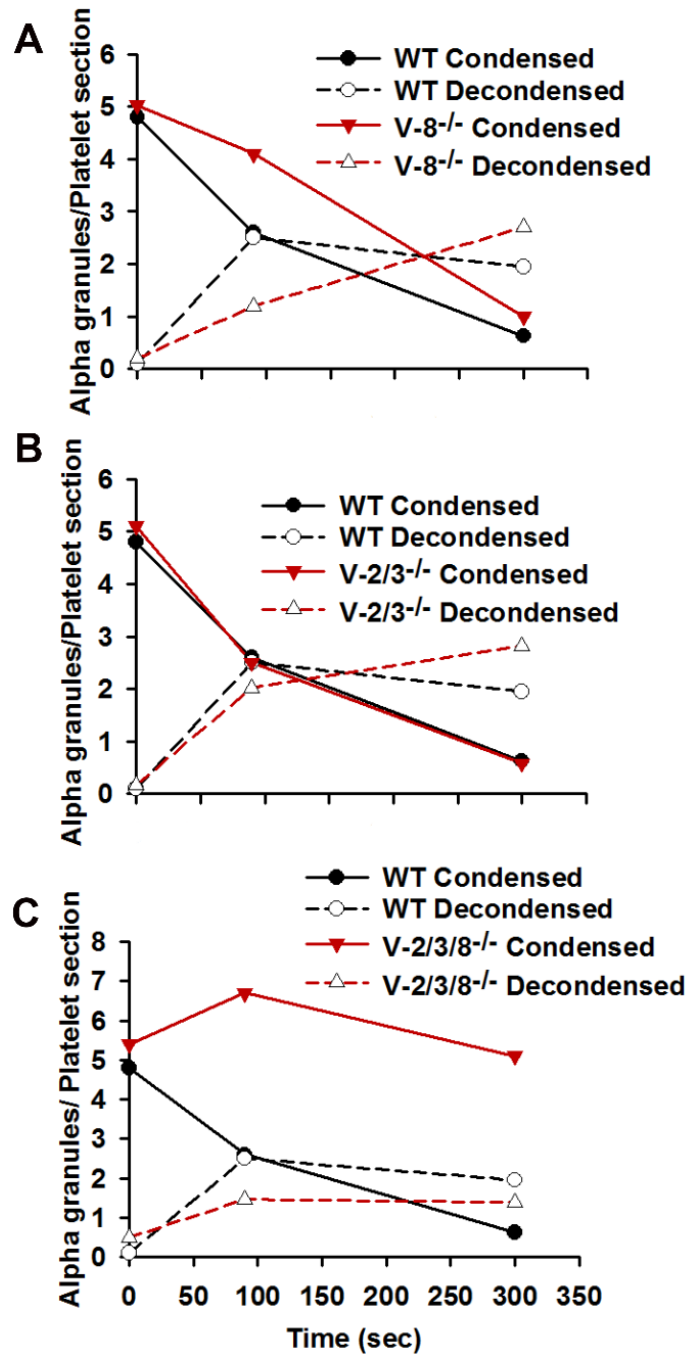 A
Alpha granules/Platelet section
6
5
4
3
2
1
0
WT Condensed
WT Decondensed
V-8-/- Condensed
V-8-/- Decondensed
B
Alpha granules/Platelet section
6
5
4
3
2
1
0
WT Condensed
WT Decondensed
V-2/3-/- Condensed
V-2/3-/- Decondensed
C
Alpha granules/ Platelet section
8
7
6
5
4
3
2
1
0
WT Condensed
WT Decondensed
V-2/3/8-/- Condensed
V-2/3/8-/- Decondensed
0 50 100 150 200 250 300 350
Time (sec)